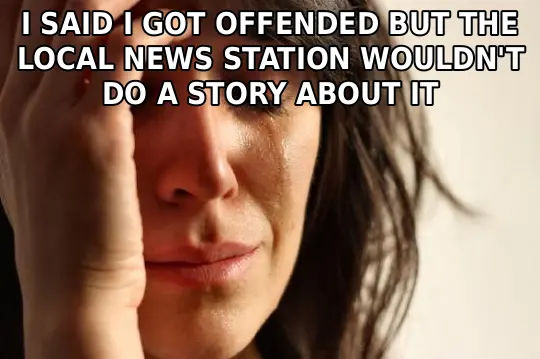 I SAID I GOT OFFENDED BUT THE
LOCAL NEWS STATION WOULDN'T
DO A STORY ABOUT IT